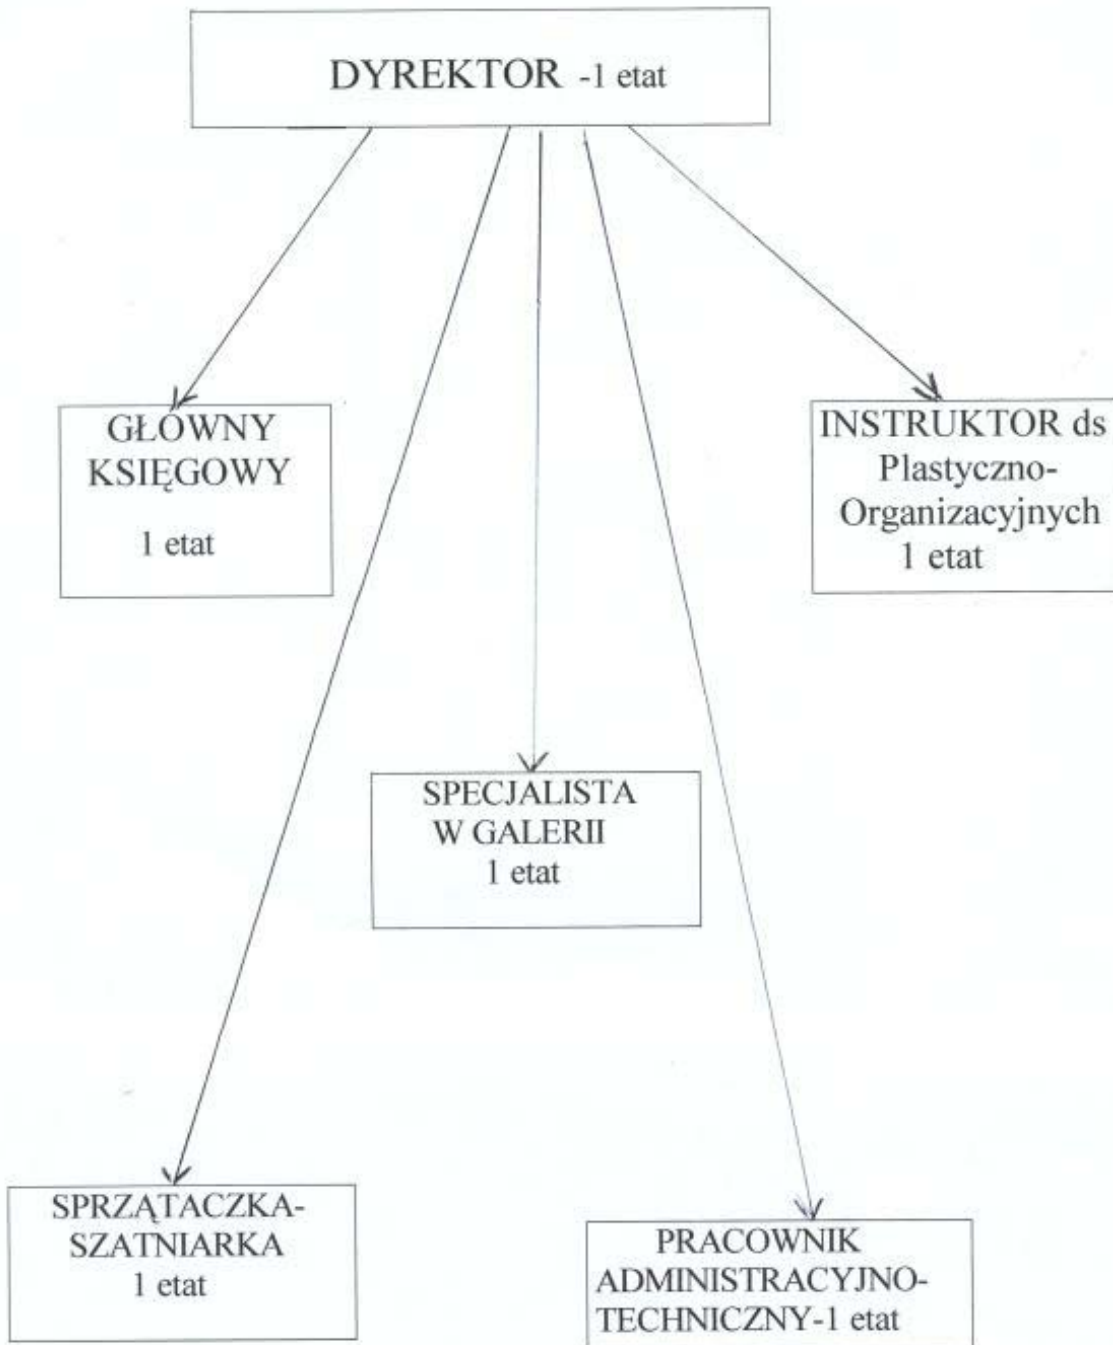 DYREKTOR -1 etat
GŁÓWNY
KSIĘGOWY
1 etat
INSTRUKTOR ds
Plastyczno-
Organizacyjnych
1 etat
SPECJALISTA
W GALERII
1 etat
SPRZĄTACZKA-
SZATNIARKA
1 etat
PRACOWNIK
ADMINISTRACYJNO-
TECHNICZNY-1 etat